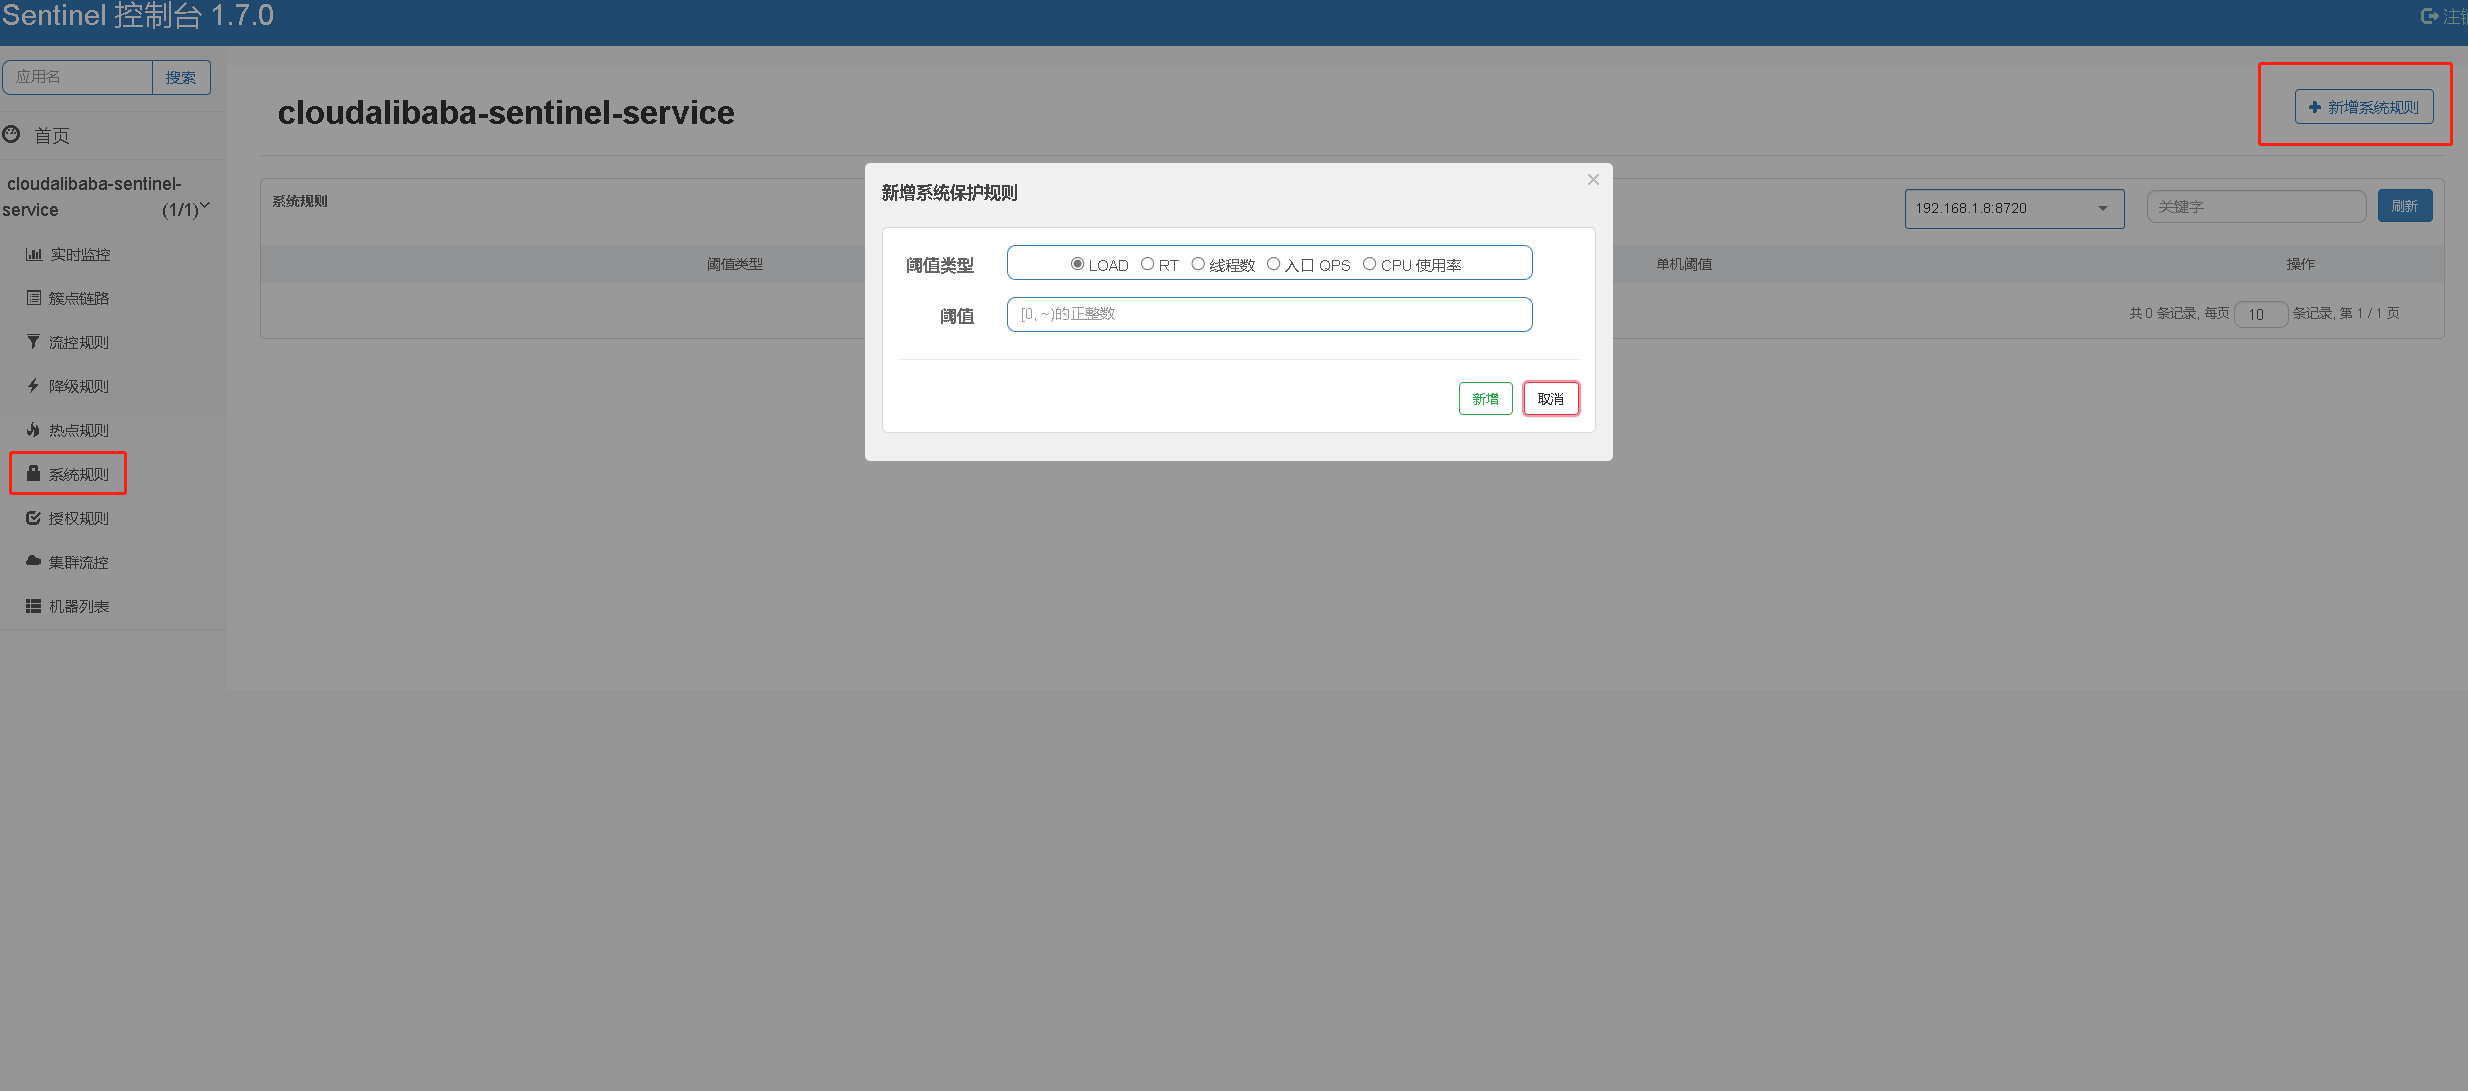 Sentinel 控制台 1.7.0
注销
应用名
搜索
首页
cloudalibaba-sentinel-
service (1/1)
实时监控
簇点链路
流控规则
降级规则
热点规则
系统规则
授权规则
集群流控
机器列表
cloudalibaba-sentinel-service
新增系统规则
系统规则
192.168.1.8:8720
关键字
刷新
阈值类型
单机阈值
操作
共 0 条记录, 每页 10 条记录, 第 1 / 1 页
新增系统保护规则
×
阈值类型
LOAD RT 线程数 入口 QPS CPU 使用率
阈值
[0, ~)的正整数
新增
取消